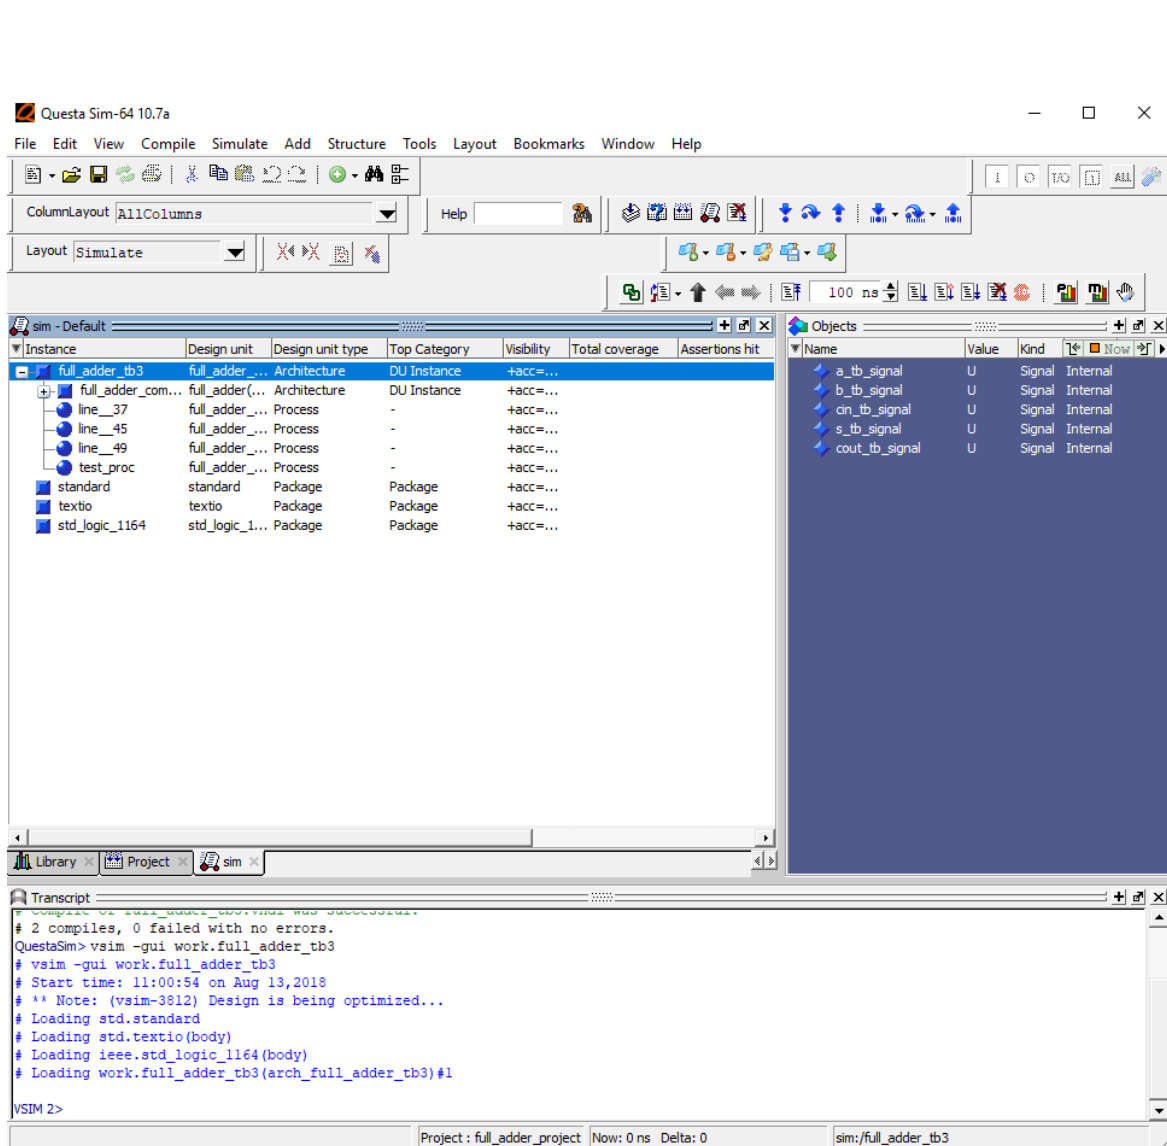 Questa Sim-64 10.7a
File Edit View Compile Simulate Add Structure Tools Layout Bookmarks Window Help
ColumnLayout AllColumns Help
Layout Simulate
100 ns
sim - Default
Instance Design unit Design unit type Top Category Visibility Total coverage Assertions hit
full_adder_tb3 full_adder_... Architecture DU Instance +acc=...
full_adder_com... full_adder(... Architecture DU Instance +acc=...
line__37 full_adder_... Process - +acc=...
line__45 full_adder_... Process - +acc=...
line__49 full_adder_... Process - +acc=...
test_proc full_adder_... Process - +acc=...
standard standard Package Package +acc=...
textio textio Package Package +acc=...
std_logic_1164 std_logic_1... Package Package +acc=...
Objects
Name Value Kind Now
a_tb_signal U Signal Internal
b_tb_signal U Signal Internal
cin_tb_signal U Signal Internal
s_tb_signal U Signal Internal
cout_tb_signal U Signal Internal
Library Project sim
Transcript
# Compile of full_adder_tb3.vhdl was successful.
# 2 compiles, 0 failed with no errors.
QuestaSim> vsim -gui work.full_adder_tb3
# vsim -gui work.full_adder_tb3
# Start time: 11:00:54 on Aug 13,2018
# ** Note: (vsim-3812) Design is being optimized...
# Loading std.standard
# Loading std.textio(body)
# Loading ieee.std_logic_1164(body)
# Loading work.full_adder_tb3(arch_full_adder_tb3)#1
VSIM 2>
Project : full_adder_project Now: 0 ns Delta: 0 sim:/full_adder_tb3